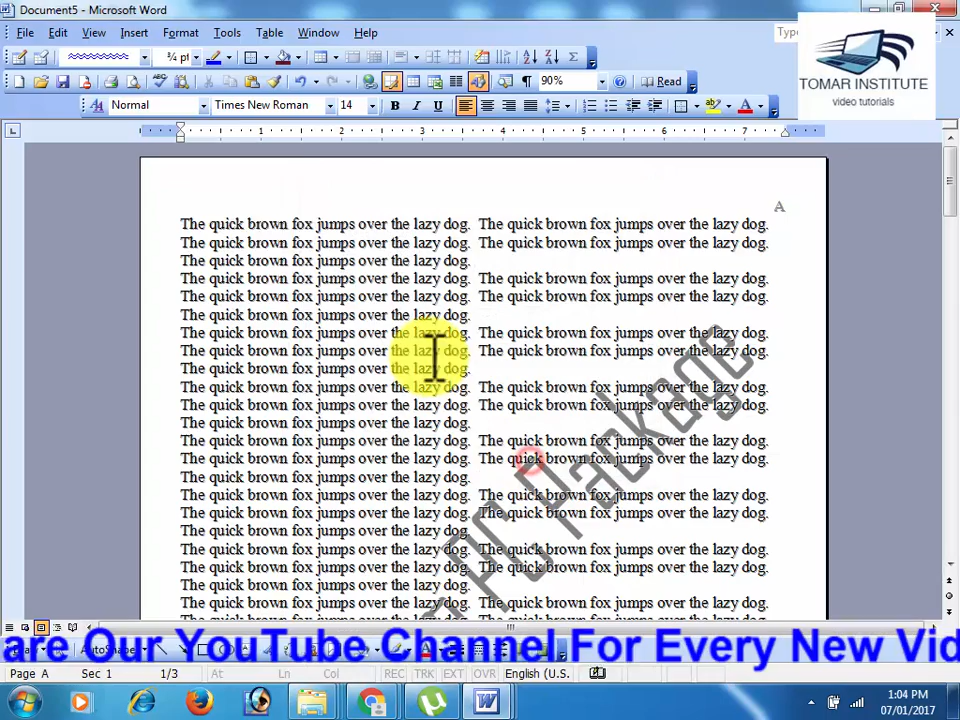 Document5 - Microsoft Word
File Edit View Insert Format Tools Table Window Help
¾ pt
90% Read
Normal Times New Roman 14 B I U
TOMAR INSTITUTE
video tutorials
1 2 3 4 5 6 7
A
The quick brown fox jumps over the lazy dog. The quick brown fox jumps over the lazy dog.
The quick brown fox jumps over the lazy dog. The quick brown fox jumps over the lazy dog.
The quick brown fox jumps over the lazy dog.
The quick brown fox jumps over the lazy dog. The quick brown fox jumps over the lazy dog.
The quick brown fox jumps over the lazy dog. The quick brown fox jumps over the lazy dog.
The quick brown fox jumps over the lazy dog.
The quick brown fox jumps over the lazy dog. The quick brown fox jumps over the lazy dog.
The quick brown fox jumps over the lazy dog. The quick brown fox jumps over the lazy dog.
The quick brown fox jumps over the lazy dog.
The quick brown fox jumps over the lazy dog. The quick brown fox jumps over the lazy dog.
The quick brown fox jumps over the lazy dog. The quick brown fox jumps over the lazy dog.
The quick brown fox jumps over the lazy dog.
The quick brown fox jumps over the lazy dog. The quick brown fox jumps over the lazy dog.
The quick brown fox jumps over the lazy dog. The quick brown fox jumps over the lazy dog.
The quick brown fox jumps over the lazy dog.
The quick brown fox jumps over the lazy dog. The quick brown fox jumps over the lazy dog.
The quick brown fox jumps over the lazy dog. The quick brown fox jumps over the lazy dog.
The quick brown fox jumps over the lazy dog.
The quick brown fox jumps over the lazy dog. The quick brown fox jumps over the lazy dog.
The quick brown fox jumps over the lazy dog. The quick brown fox jumps over the lazy dog.
The quick brown fox jumps over the lazy dog.
The quick brown fox jumps over the lazy dog. The quick brown fox jumps over the lazy dog.
Package
are Our YouTube Channel For Every New Vid
Page A Sec 1 1/3 At Ln Col REC TRK EXT OVR English (U.S.
1:04 PM
07/01/2017